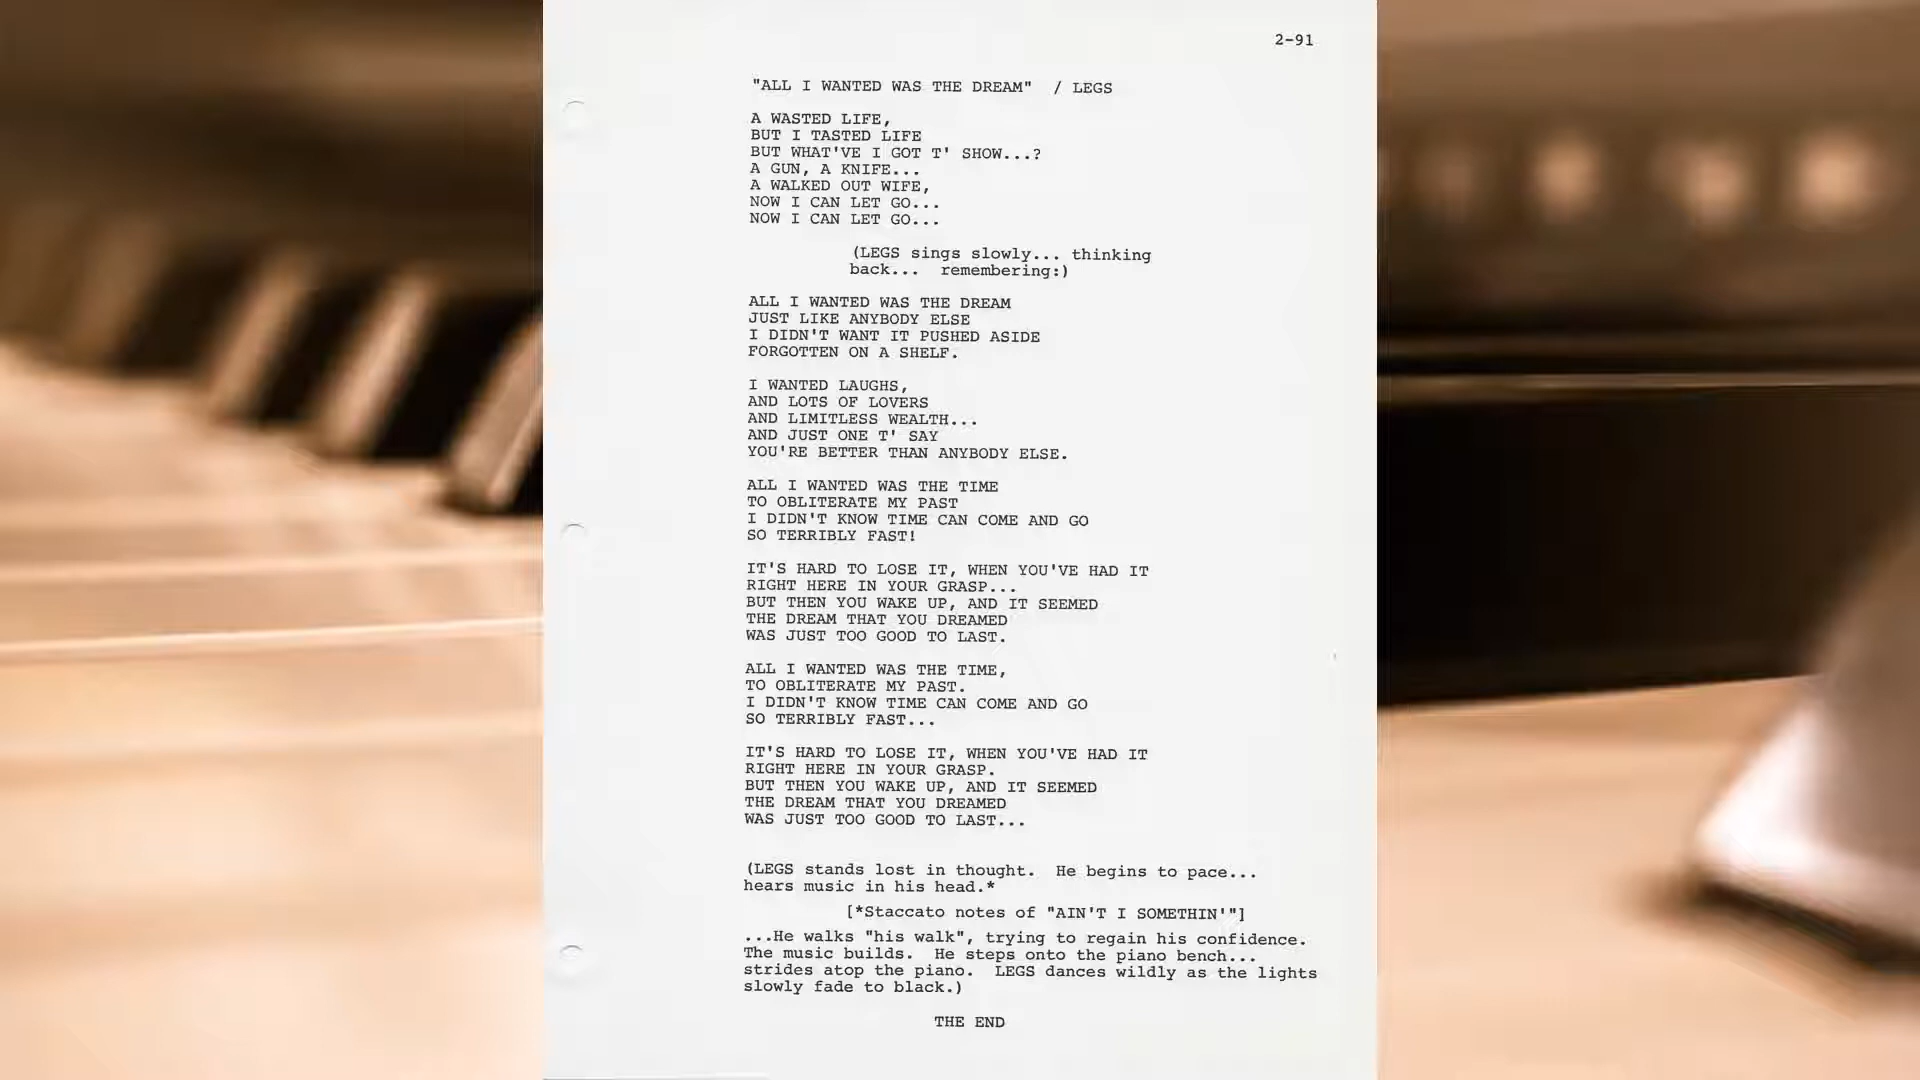 2-91
"ALL I WANTED WAS THE DREAM" / LEGS
A WASTED LIFE,
BUT I TASTED LIFE
BUT WHAT'VE I GOT T' SHOW...?
A GUN, A KNIFE...
A WALKED OUT WIFE,
NOW I CAN LET GO...
NOW I CAN LET GO...
(LEGS sings slowly... thinking
back... remembering:)
ALL I WANTED WAS THE DREAM
JUST LIKE ANYBODY ELSE
I DIDN'T WANT IT PUSHED ASIDE
FORGOTTEN ON A SHELF.
I WANTED LAUGHS,
AND LOTS OF LOVERS
AND LIMITLESS WEALTH...
AND JUST ONE T' SAY
YOU'RE BETTER THAN ANYBODY ELSE.
ALL I WANTED WAS THE TIME
TO OBLITERATE MY PAST
I DIDN'T KNOW TIME CAN COME AND GO
SO TERRIBLY FAST!
IT'S HARD TO LOSE IT, WHEN YOU'VE HAD IT
RIGHT HERE IN YOUR GRASP...
BUT THEN YOU WAKE UP, AND IT SEEMED
THE DREAM THAT YOU DREAMED
WAS JUST TOO GOOD TO LAST.
ALL I WANTED WAS THE TIME,
TO OBLITERATE MY PAST.
I DIDN'T KNOW TIME CAN COME AND GO
SO TERRIBLY FAST...
IT'S HARD TO LOSE IT, WHEN YOU'VE HAD IT
RIGHT HERE IN YOUR GRASP.
BUT THEN YOU WAKE UP, AND IT SEEMED
THE DREAM THAT YOU DREAMED
WAS JUST TOO GOOD TO LAST...
(LEGS stands lost in thought. He begins to pace...
hears music in his head.*
[*Staccato notes of "AIN'T I SOMETHIN'"]
...He walks "his walk", trying to regain his confidence.
The music builds. He steps onto the piano bench...
strides atop the piano. LEGS dances wildly as the lights
slowly fade to black.)
THE END